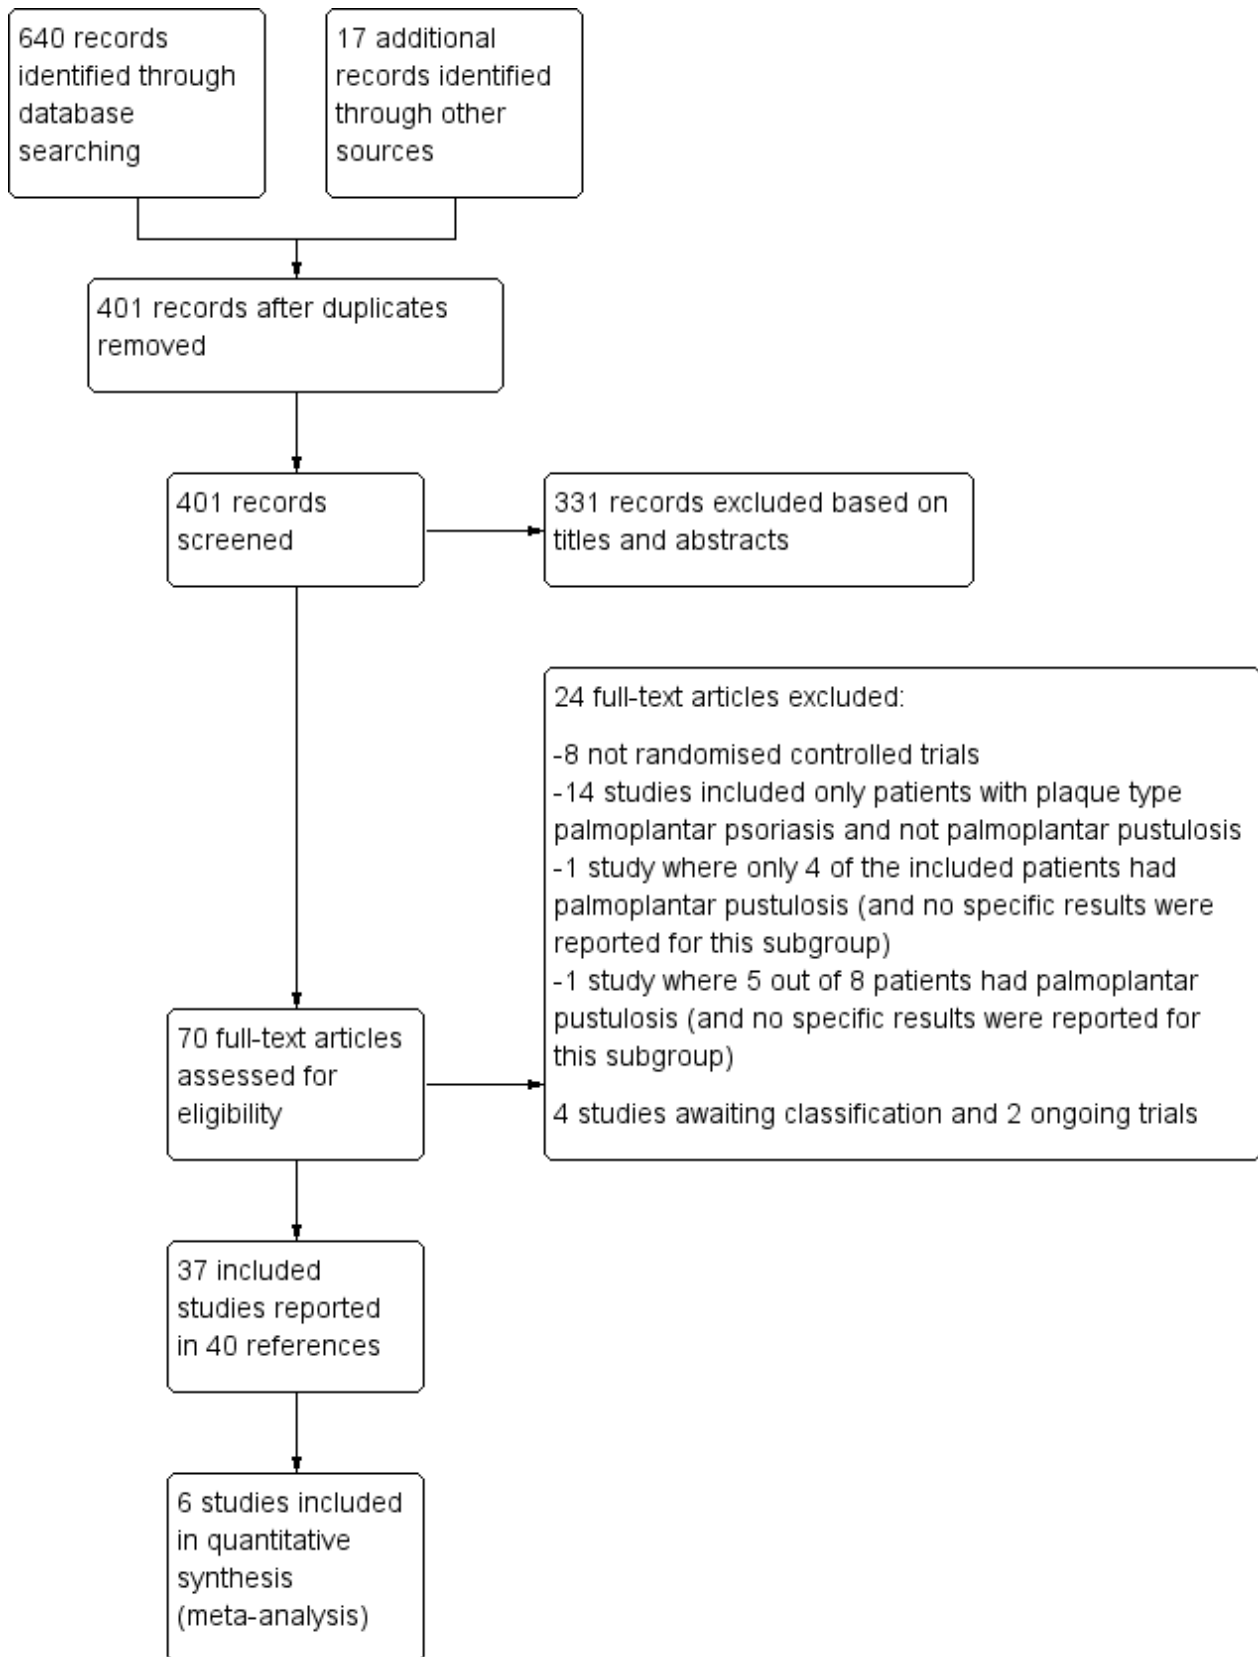 640 records
identified through
database
searching
17 additional
records identified
through other
sources
401 records after duplicates
removed
401 records
screened
331 records excluded based on
titles and abstracts
24 full-text articles excluded:
-8 not randomised controlled trials
-14 studies included only patients with plaque type
palmoplantar psoriasis and not palmoplantar pustulosis
-1 study where only 4 of the included patients had
palmoplantar pustulosis (and no specific results were
reported for this subgroup)
-1 study where 5 out of 8 patients had palmoplantar
pustulosis (and no specific results were reported for
this subgroup)
4 studies awaiting classification and 2 ongoing trials
70 full-text articles
assessed for
eligibility
37 included
studies reported
in 40 references
6 studies included
in quantitative
synthesis
(meta-analysis)